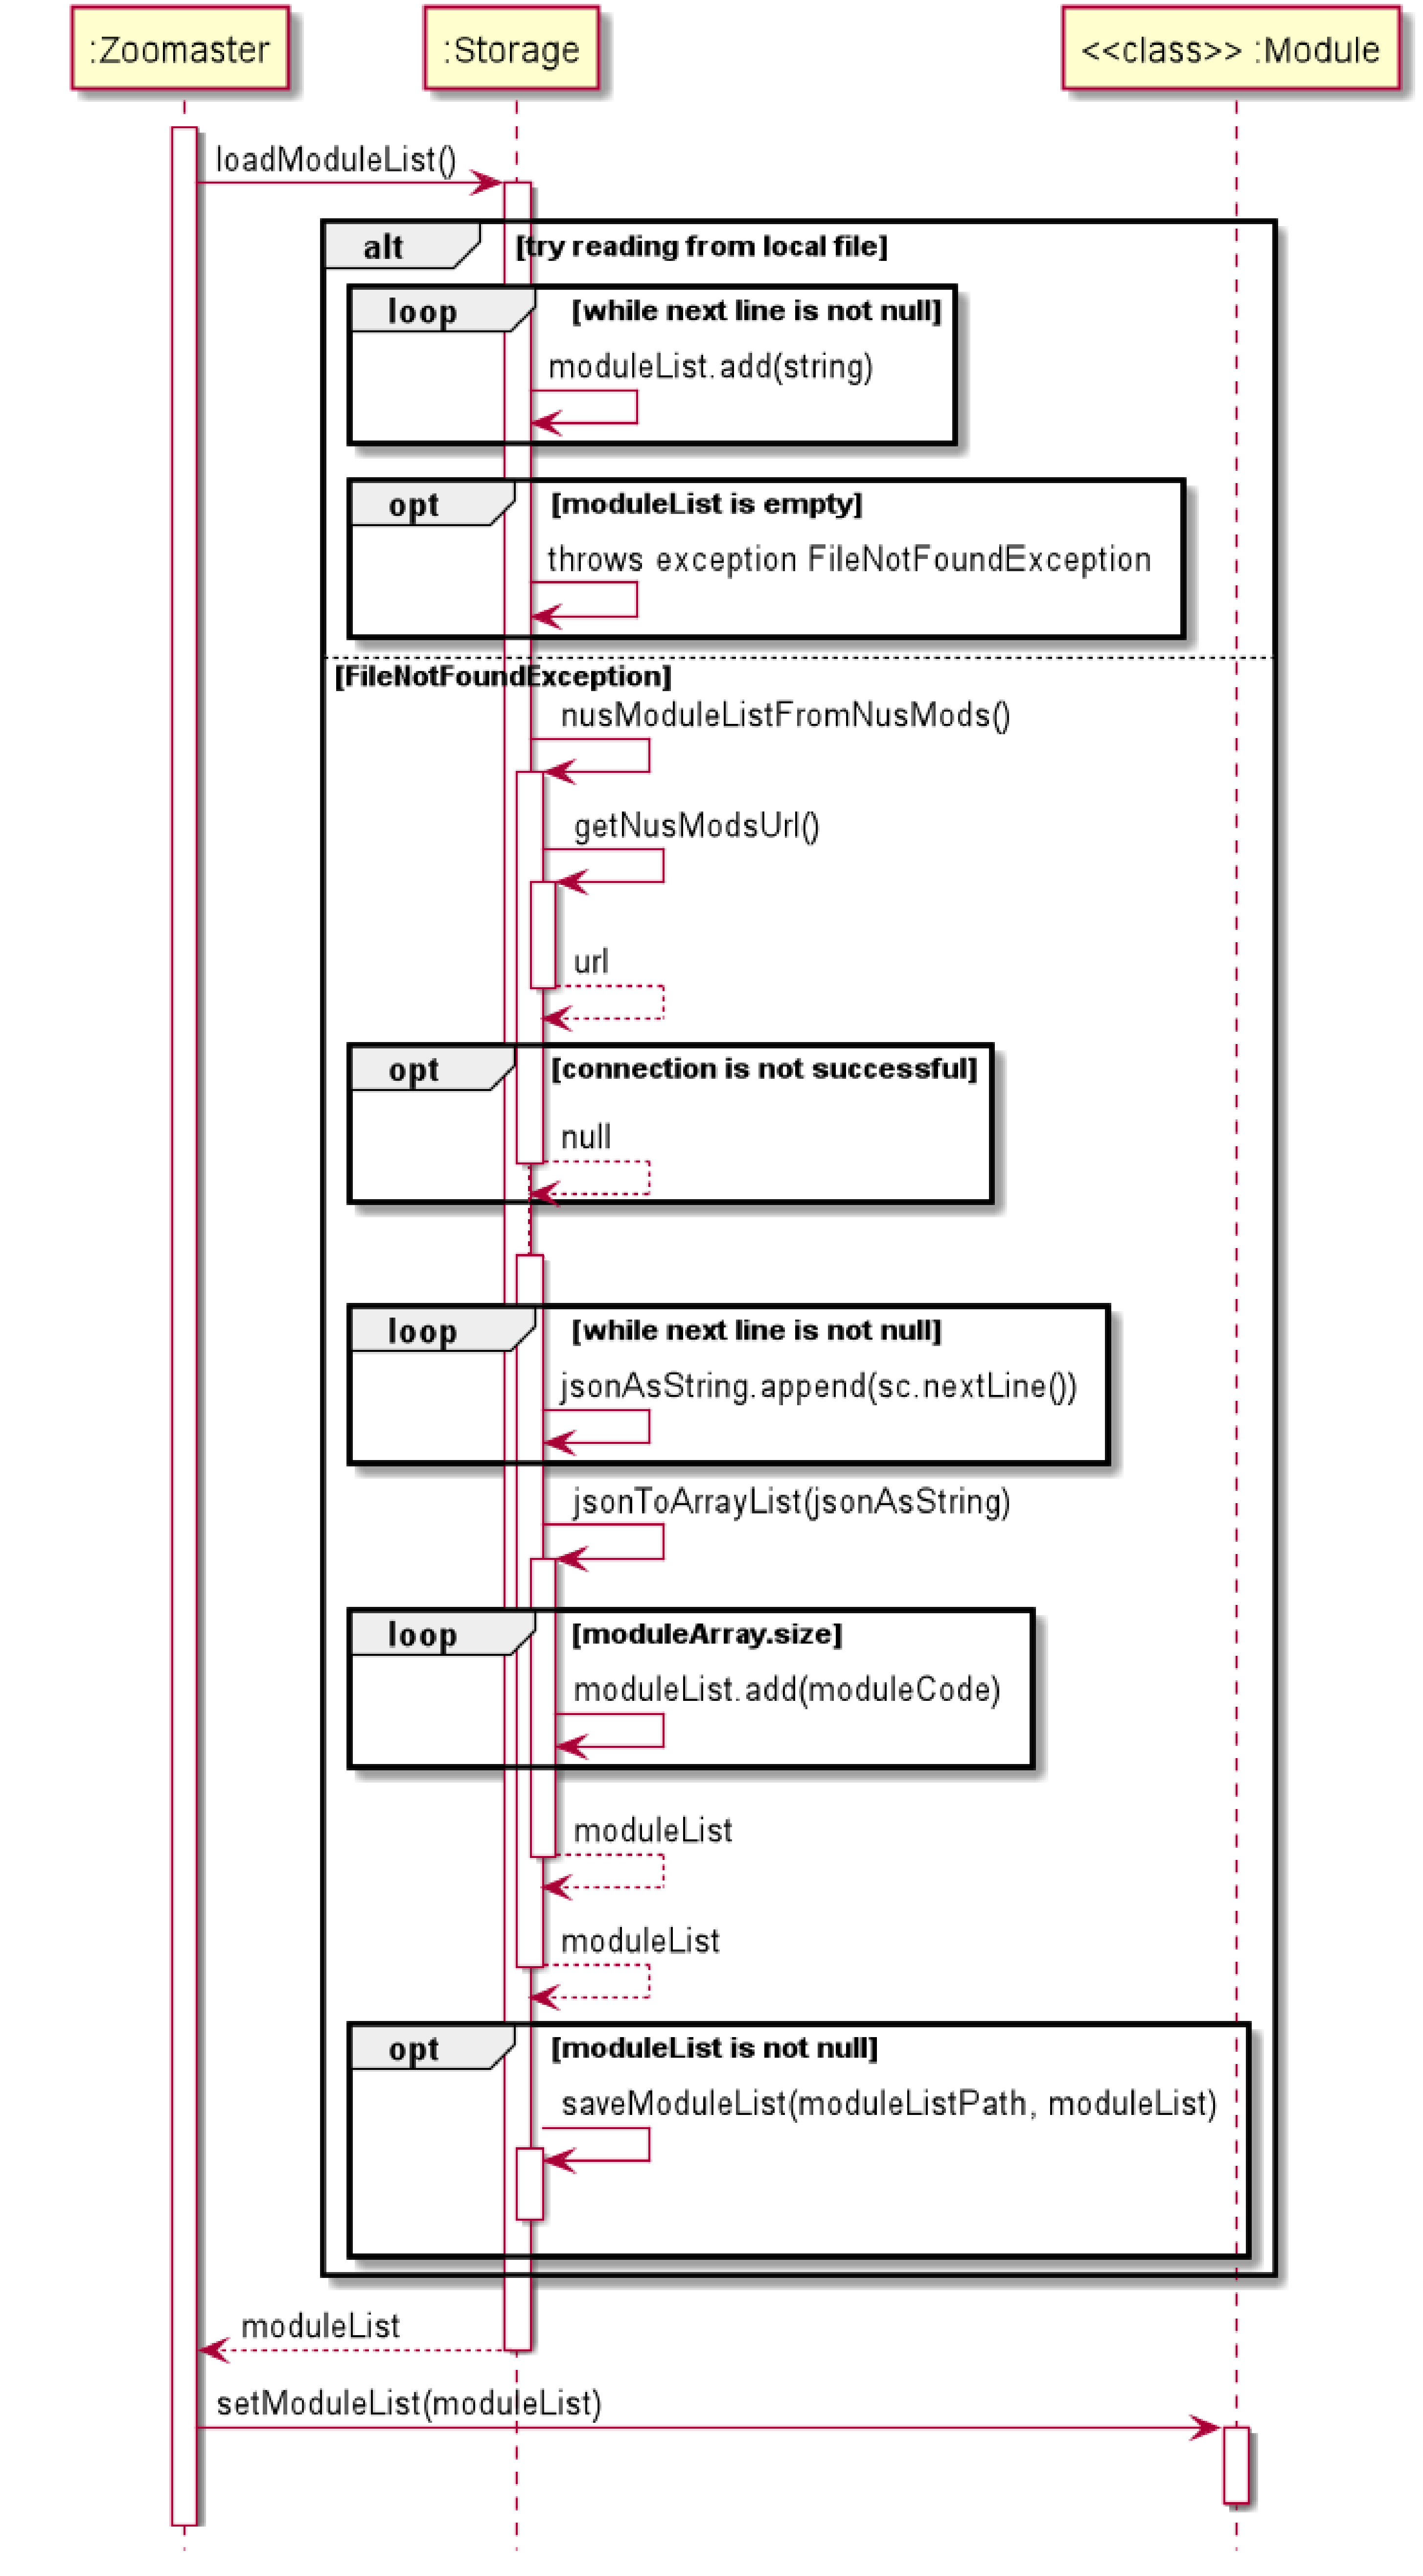 :Zoomaster
:Storage
<<class>> :Module
loadModuleList()
alt [try reading from local file]
loop [while next line is not null]
moduleList.add(string)
opt [moduleList is empty]
throws exception FileNotFoundException
[FileNotFoundException]
nusModuleListFromNusMods()
getNusModsUrl()
url
opt [connection is not successful]
null
loop [while next line is not null]
jsonAsString.append(sc.nextLine())
jsonToArrayList(jsonAsString)
loop [moduleArray.size]
moduleList.add(moduleCode)
moduleList
moduleList
opt [moduleList is not null]
saveModuleList(moduleListPath, moduleList)
moduleList
setModuleList(moduleList)